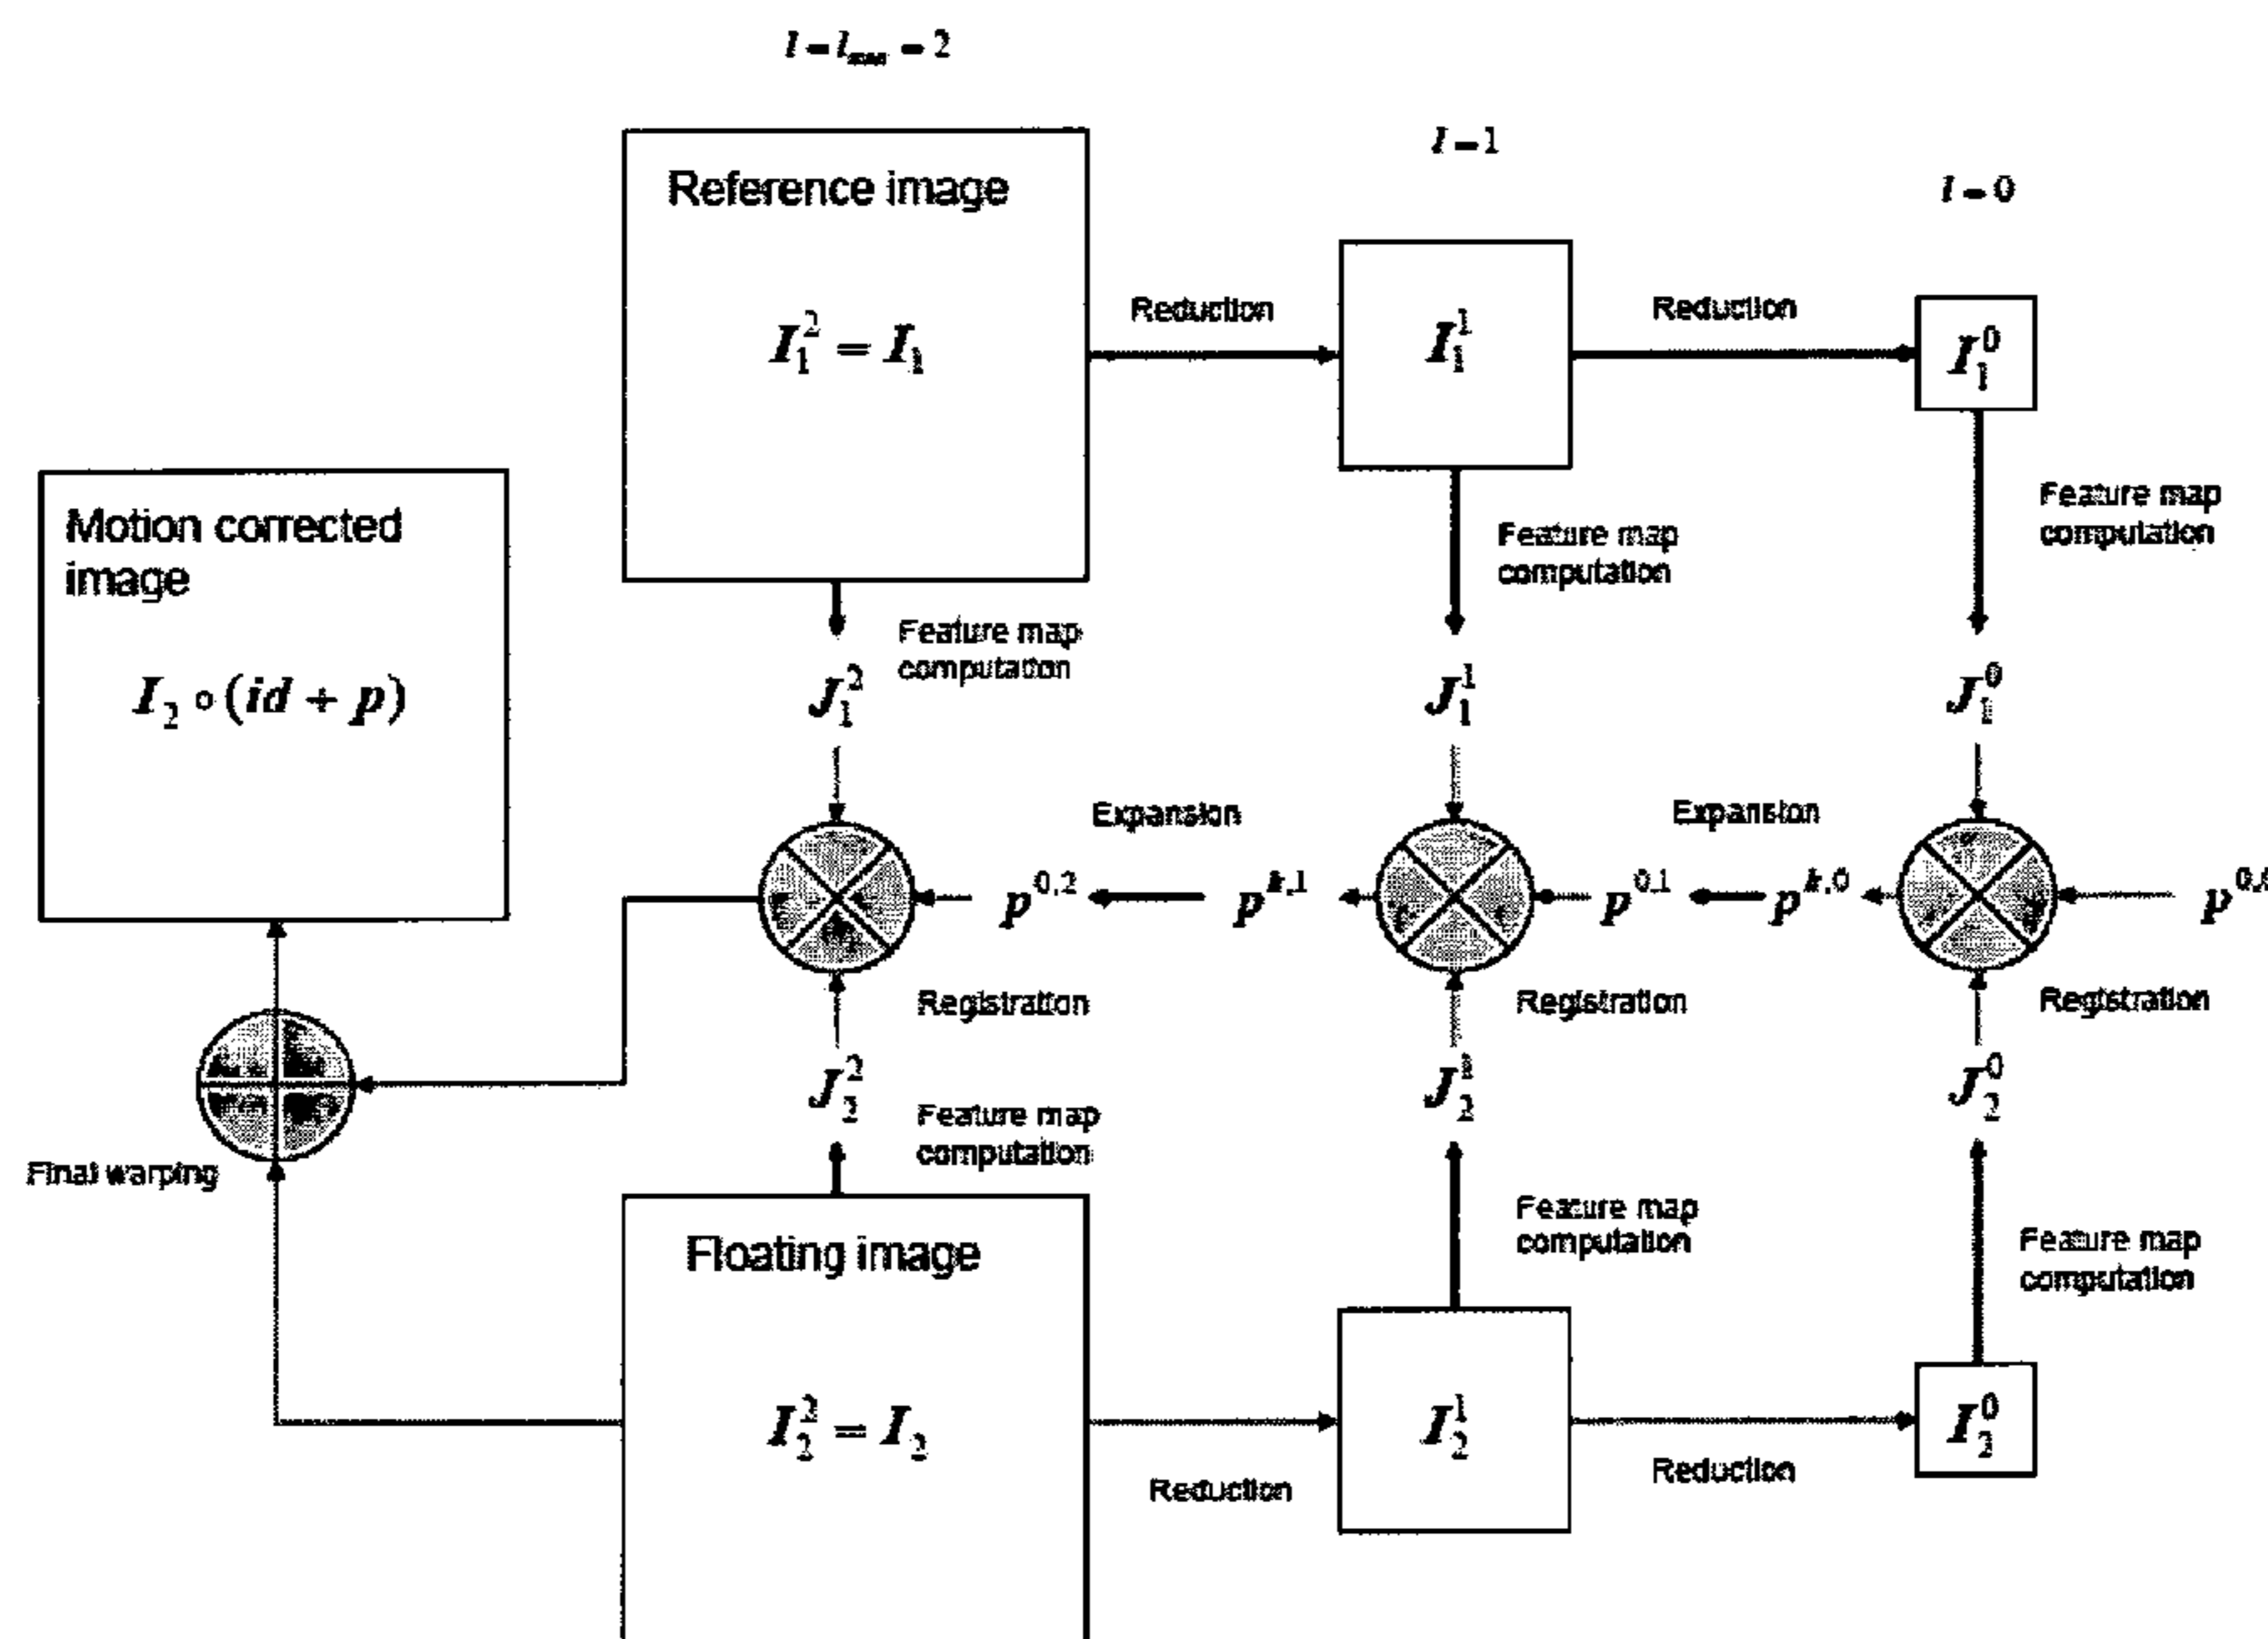 l = l_max = 2
l = 1
l = 0
Reference image
I_1^2 = I_1
Reduction
I_1^1
Reduction
I_1^0
Feature map
computation
Feature map
computation
Feature map
computation
Motion corrected
image
I_2 ∘ (id + p)
J_1^2
J_1^1
J_1^0
Expansion
Expansion
p^{0,2}
p^{k,1}
p^{0,1}
p^{k,0}
Registration
Registration
Registration
J_2^2
J_2^1
J_2^0
Feature map
computation
Final warping
Feature map
computation
Feature map
computation
Floating image
I_2^2 = I_2
I_2^1
I_2^0
Reduction
Reduction